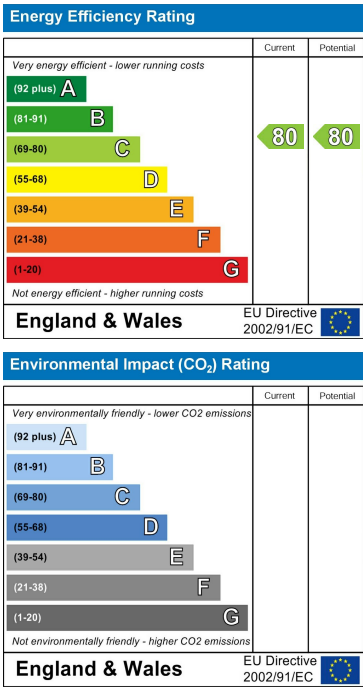 Energy Efficiency Rating
Current Potential
Very energy efficient - lower running costs
(92 plus) A
(81-91) B
(69-80) C
80 80
(55-68) D
(39-54) E
(21-38) F
(1-20) G
Not energy efficient - higher running costs
England & Wales
EU Directive
2002/91/EC
Environmental Impact (CO₂) Rating
Current Potential
Very environmentally friendly - lower CO2 emissions
(92 plus) A
(81-91) B
(69-80) C
(55-68) D
(39-54) E
(21-38) F
(1-20) G
Not environmentally friendly - higher CO2 emissions
England & Wales
EU Directive
2002/91/EC